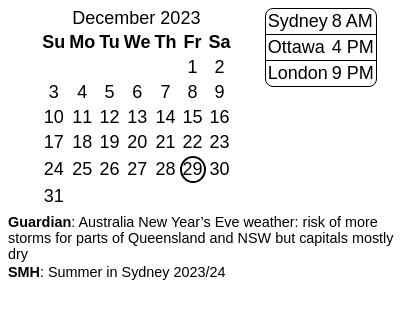 December 2023
Su Mo Tu We Th Fr Sa
1 2
3 4 5 6 7 8 9
10 11 12 13 14 15 16
17 18 19 20 21 22 23
24 25 26 27 28 29 30
31
Sydney 8 AM
Ottawa 4 PM
London 9 PM
Guardian: Australia New Year’s Eve weather: risk of more
storms for parts of Queensland and NSW but capitals mostly
dry
SMH: Summer in Sydney 2023/24